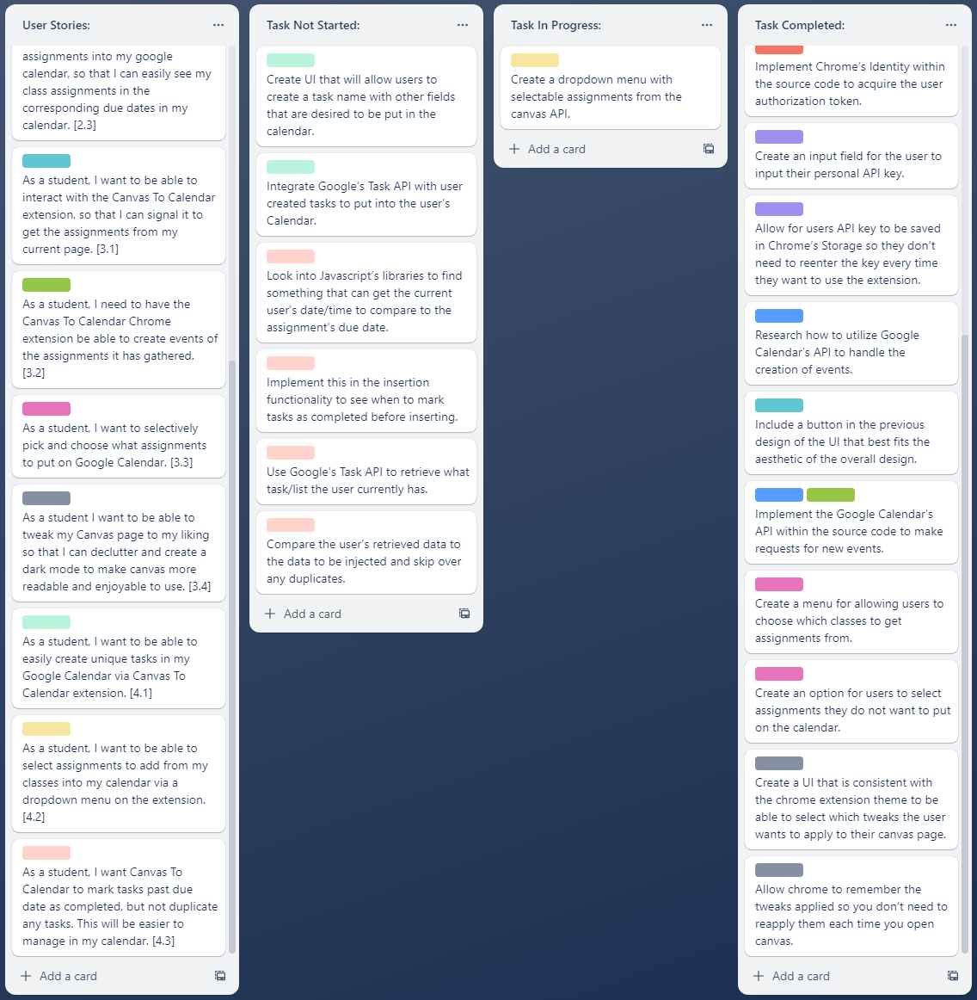 User Stories:
assignments into my google
calendar, so that I can easily see my
class assignments in the
corresponding due dates in my
calendar. [2.3]
As a student, I want to be able to
interact with the Canvas To Calendar
extension, so that I can signal it to
get the assignments from my
current page. [3.1]
As a student, I need to have the
Canvas To Calendar Chrome
extension be able to create events of
the assignments it has gathered.
[3.2]
As a student, I want to selectively
pick and choose what assignments
to put on Google Calendar. [3.3]
As a student I want to be able to
tweak my Canvas page to my liking
so that I can declutter and create a
dark mode to make canvas more
readable and enjoyable to use. [3.4]
As a student, I want to be able to
easily create unique tasks in my
Google Calendar via Canvas To
Calendar extension. [4.1]
As a student, I want to be able to
select assignments to add from my
classes into my calendar via a
dropdown menu on the extension.
[4.2]
As a student, I want Canvas To
Calendar to mark tasks past due
date as completed, but not duplicate
any tasks. This will be easier to
manage in my calendar. [4.3]
Add a card
Task Not Started:
Create UI that will allow users to
create a task name with other fields
that are desired to be put in the
calendar.
Integrate Google's Task API with user
created tasks to put into the user's
Calendar.
Look into Javascript's libraries to find
something that can get the current
user's date/time to compare to the
assignment's due date.
Implement this in the insertion
functionality to see when to mark
tasks as completed before inserting.
Use Google's Task API to retrieve what
task/list the user currently has.
Compare the user's retrieved data to
the data to be injected and skip over
any duplicates.
Add a card
Task In Progress:
Create a dropdown menu with
selectable assignments from the
canvas API.
Add a card
Task Completed:
Implement Chrome's Identity within
the source code to acquire the user
authorization token.
Create an input field for the user to
input their personal API key.
Allow for users API key to be saved
in Chrome's Storage so they don't
need to reenter the key every time
they want to use the extension.
Research how to utilize Google
Calendar's API to handle the
creation of events.
Include a button in the previous
design of the UI that best fits the
aesthetic of the overall design.
Implement the Google Calendar's
API within the source code to make
requests for new events.
Create a menu for allowing users to
choose which classes to get
assignments from.
Create an option for users to select
assignments they do not want to put
on the calendar.
Create a UI that is consistent with
the chrome extension theme to be
able to select which tweaks the user
wants to apply to their canvas page.
Allow chrome to remember the
tweaks applied so you don't need to
reapply them each time you open
canvas.
Add a card